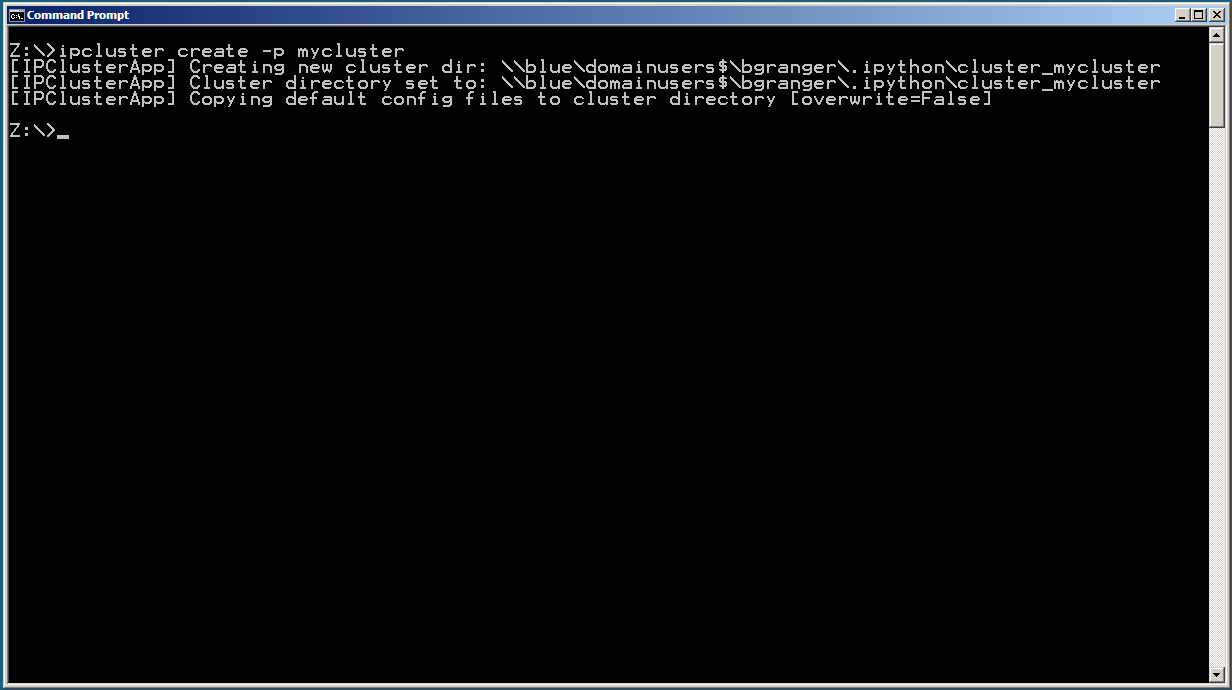 Command Prompt
Z:\>ipcluster create -p mycluster
[IPClusterApp] Creating new cluster dir: \\blue\domainusers$\bgranger\.ipython\cluster_mycluster
[IPClusterApp] Cluster directory set to: \\blue\domainusers$\bgranger\.ipython\cluster_mycluster
[IPClusterApp] Copying default config files to cluster directory [overwrite=False]
Z:\>_